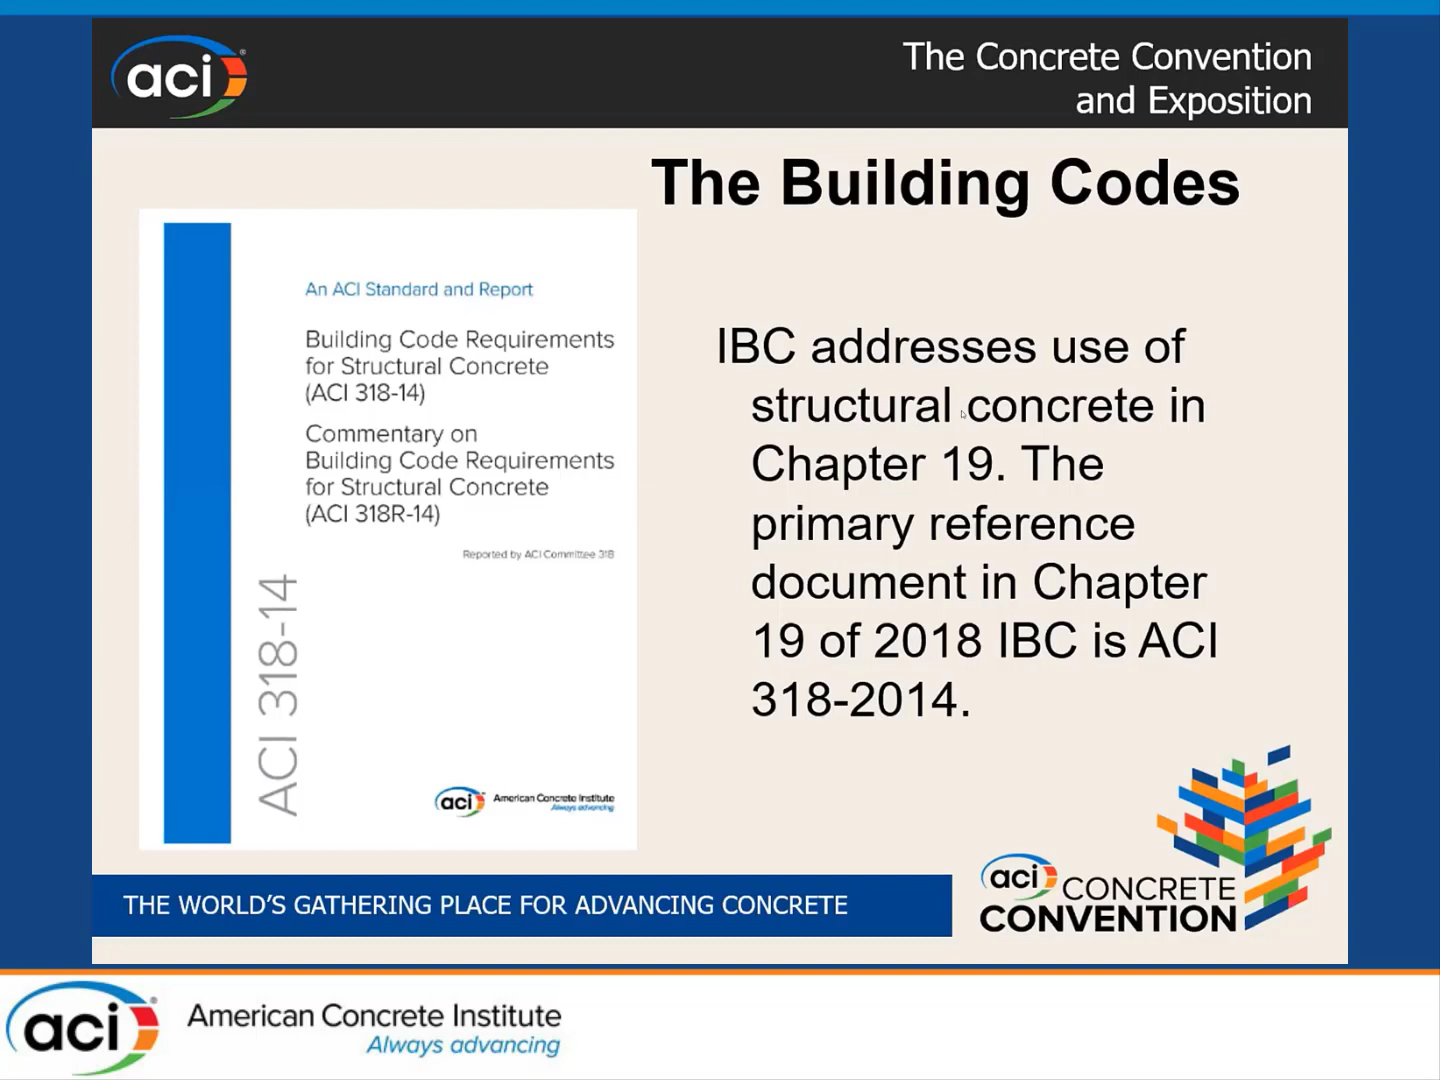 aci
®
The Concrete Convention
and Exposition
The Building Codes
An ACI Standard and Report
Building Code Requirements
for Structural Concrete
(ACI 318-14)
Commentary on
Building Code Requirements
for Structural Concrete
(ACI 318R-14)
Reported by ACI Committee 318
ACI 318-14
aci American Concrete Institute
Always advancing
IBC addresses use of
structural concrete in
Chapter 19. The
primary reference
document in Chapter
19 of 2018 IBC is ACI
318-2014.
THE WORLD'S GATHERING PLACE FOR ADVANCING CONCRETE
aci CONCRETE
CONVENTION
aci
®
American Concrete Institute
Always advancing